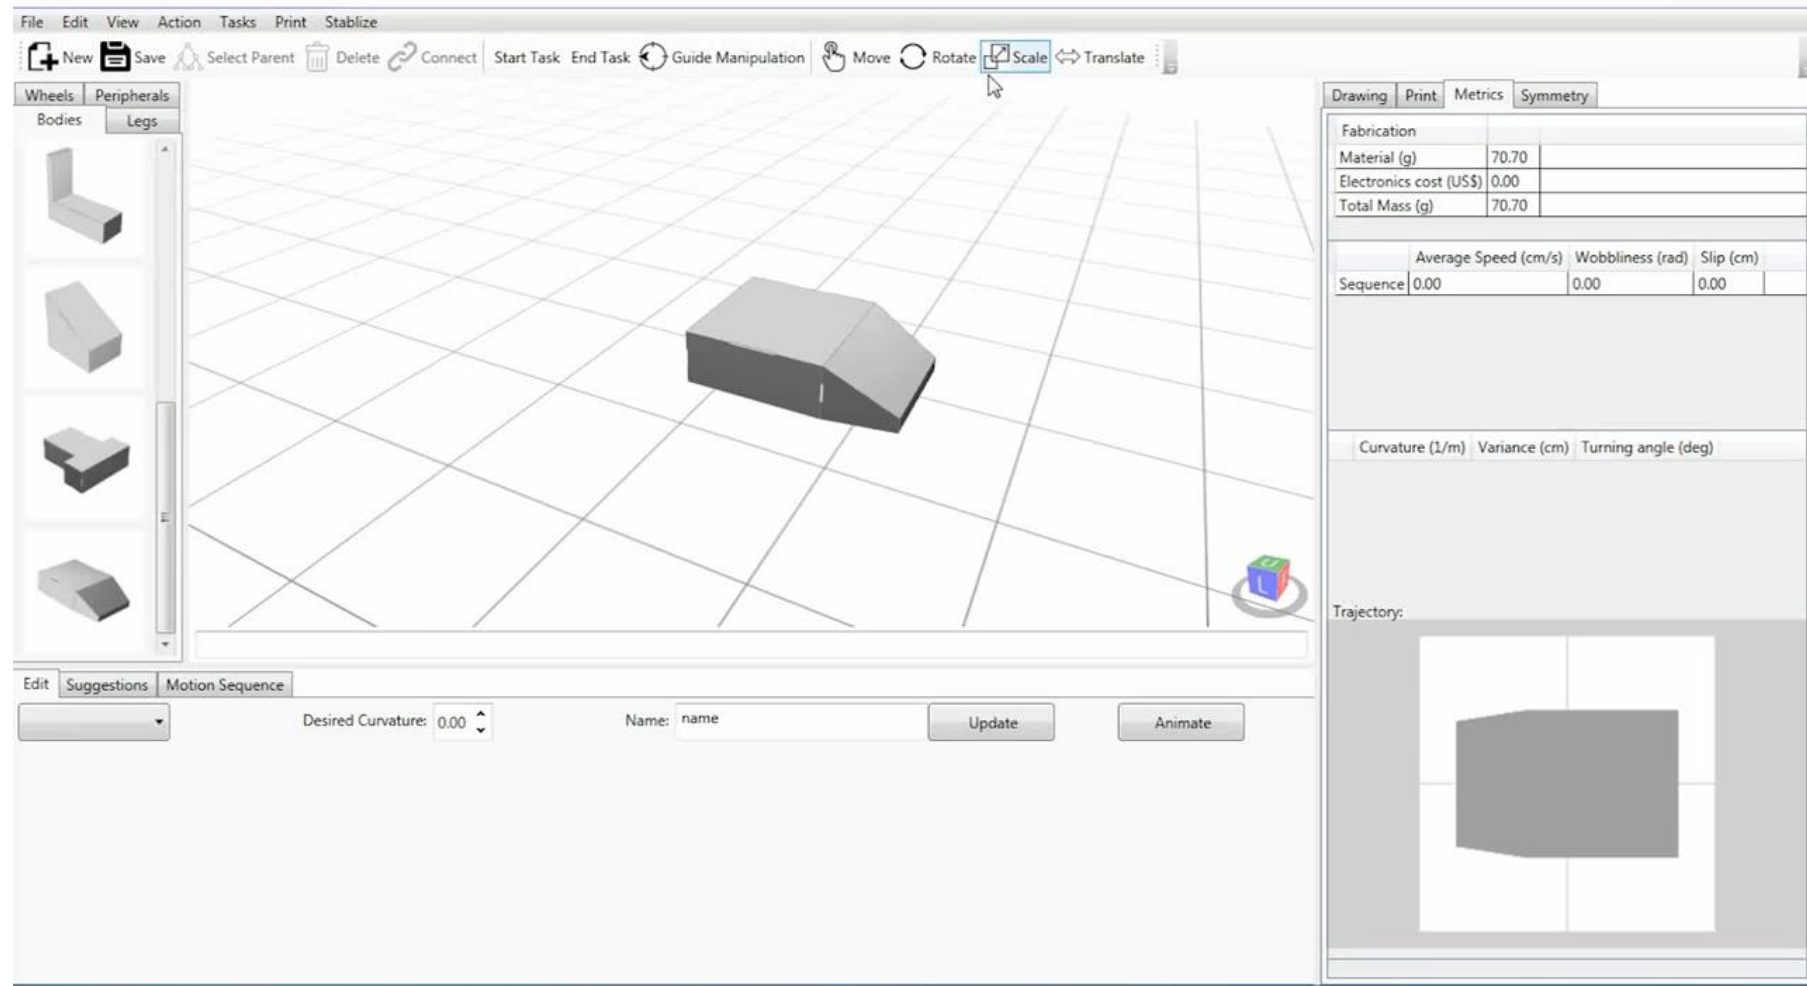 File Edit View Action Tasks Print Stablize
New Save Select Parent Delete Connect Start Task End Task Guide Manipulation Move Rotate Scale Translate
Wheels Peripherals
Bodies Legs
Drawing Print Metrics Symmetry
Fabrication
Material (g) 70.70
Electronics cost (US$) 0.00
Total Mass (g) 70.70
Average Speed (cm/s) Wobbliness (rad) Slip (cm)
Sequence 0.00 0.00 0.00
Curvature (1/m) Variance (cm) Turning angle (deg)
L
Trajectory:
Edit Suggestions Motion Sequence
Desired Curvature: 0.00 Name: name Update Animate